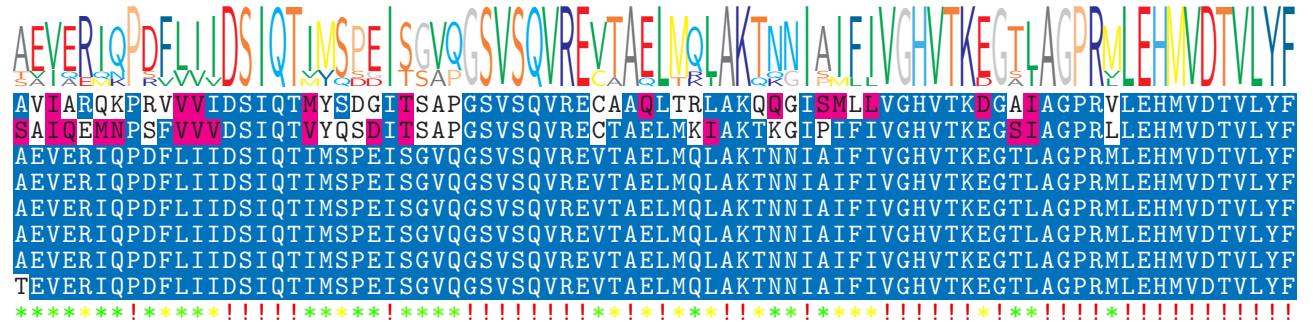 AEVERIQPDFLIIDSIQTIMSPEISGVQGSVSQVREVTAELMQLAKTNNIAIFIVGHVTKEGTLAGPRMLEHMVDTVLYF
AVIARQKPRVVVIDSIQTMYSDGITSAPGSVSQVRECAAQLTRLAKQQGISMLLVGHVTKDGAIAGPRVLEHMVDTVLYF
SAIQEMNPSFVVVDSIQTVYQSDITSAPGSVSQVRECTAELMKIAKTKGIPIFIVGHVTKEGSIAGPRLLEHMVDTVLYF
AEVERIQPDFLIIDSIQTIMSPEISGVQGSVSQVREVTAELMQLAKTNNIAIFIVGHVTKEGTLAGPRMLEHMVDTVLYF
AEVERIQPDFLIIDSIQTIMSPEISGVQGSVSQVREVTAELMQLAKTNNIAIFIVGHVTKEGTLAGPRMLEHMVDTVLYF
AEVERIQPDFLIIDSIQTIMSPEISGVQGSVSQVREVTAELMQLAKTNNIAIFIVGHVTKEGTLAGPRMLEHMVDTVLYF
AEVERIQPDFLIIDSIQTIMSPEISGVQGSVSQVREVTAELMQLAKTNNIAIFIVGHVTKEGTLAGPRMLEHMVDTVLYF
AEVERIQPDFLIIDSIQTIMSPEISGVQGSVSQVREVTAELMQLAKTNNIAIFIVGHVTKEGTLAGPRMLEHMVDTVLYF
TEVERIQPDFLIIDSIQTIMSPEISGVQGSVSQVREVTAELMQLAKTNNIAIFIVGHVTKEGTLAGPRMLEHMVDTVLYF
*******!*****!!!!!*****!****!!!!!!!!**!*!***!!***!****!!!!!!*!**!!!!*!!!!!!!!!!!